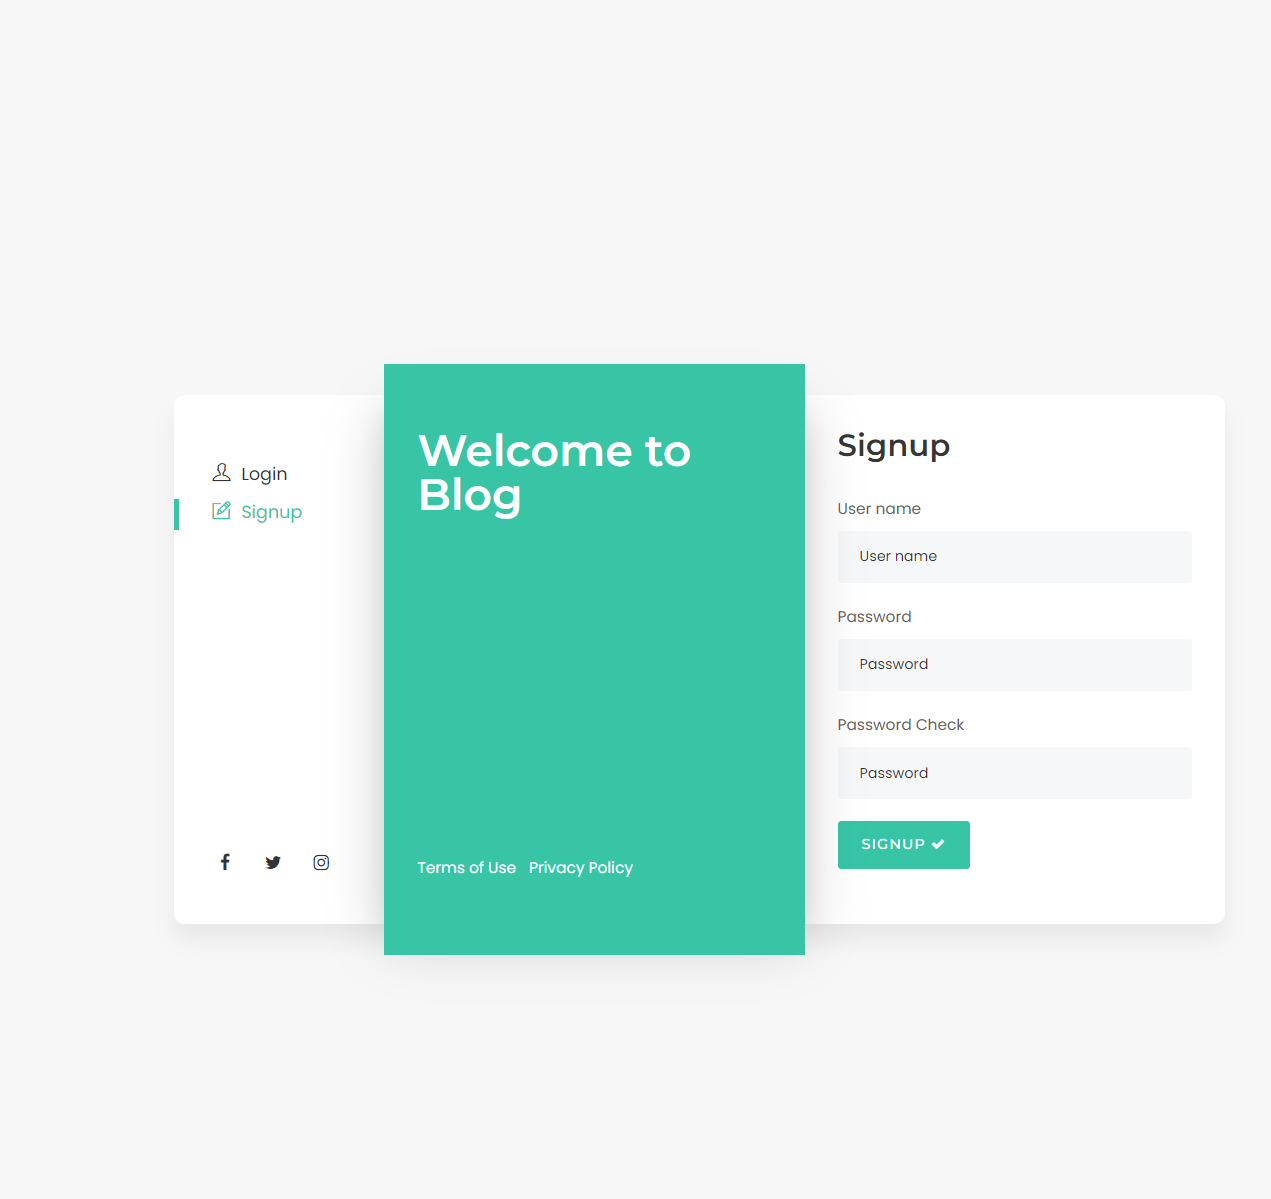 Login
Signup
Welcome to
Blog
Terms of Use Privacy Policy
Signup
User name
User name
Password
Password
Password Check
Password
SIGNUP